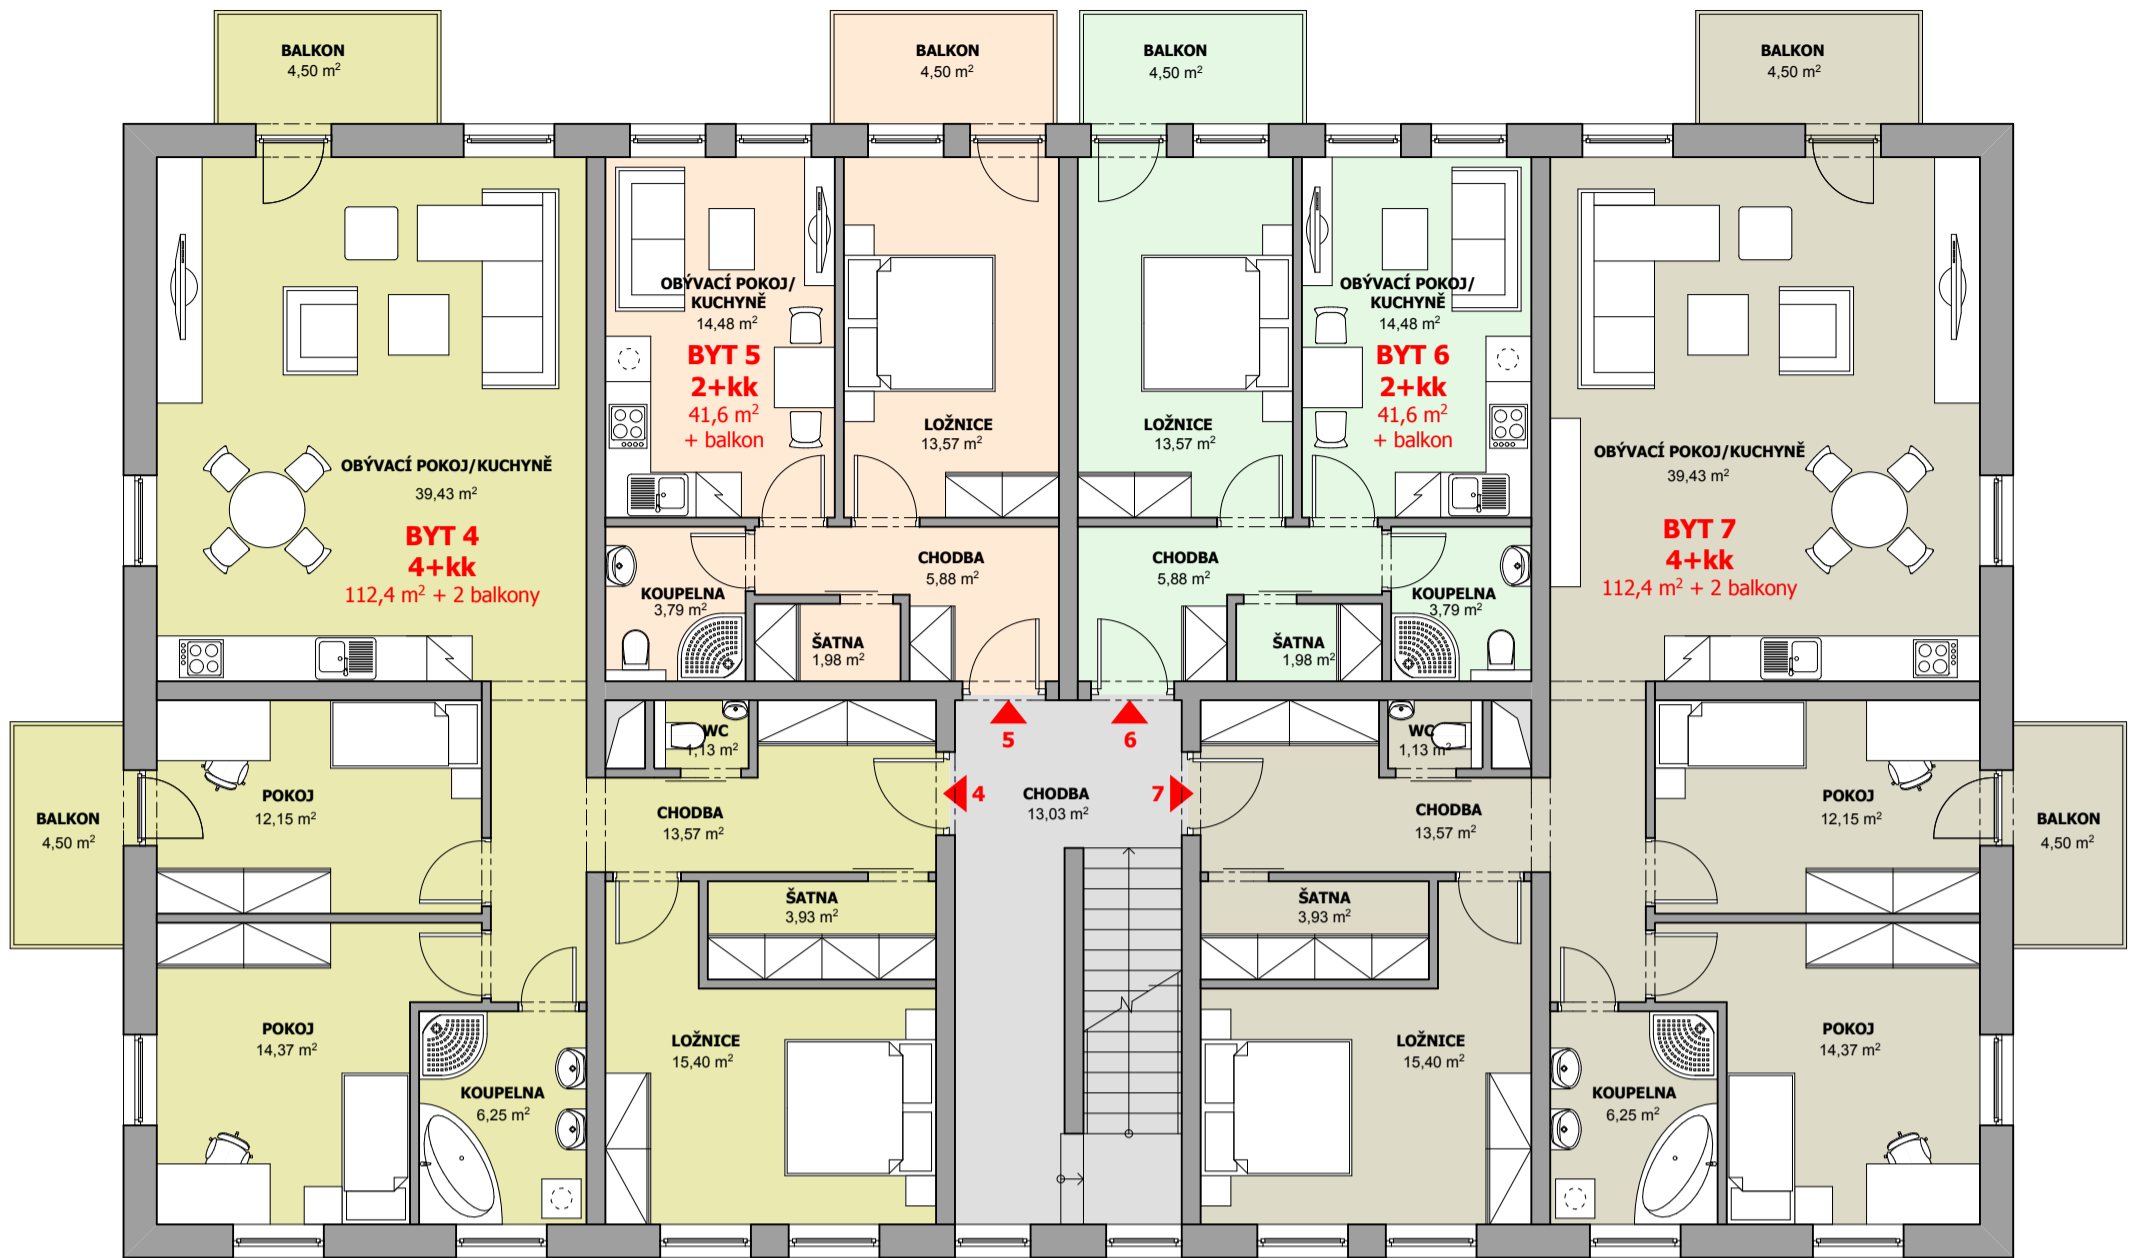 BALKON
4,50 m²
BALKON
4,50 m²
BALKON
4,50 m²
BALKON
4,50 m²
OBÝVACÍ POKOJ/KUCHYNĚ
39,43 m²
BYT 4
4+kk
112,4 m² + 2 balkony
OBÝVACÍ POKOJ/
KUCHYNĚ
14,48 m²
BYT 5
2+kk
41,6 m²
+ balkon
LOŽNICE
13,57 m²
LOŽNICE
13,57 m²
OBÝVACÍ POKOJ/
KUCHYNĚ
14,48 m²
BYT 6
2+kk
41,6 m²
+ balkon
OBÝVACÍ POKOJ/KUCHYNĚ
39,43 m²
BYT 7
4+kk
112,4 m² + 2 balkony
KOUPELNA
3,79 m²
CHODBA
5,88 m²
ŠATNA
1,98 m²
CHODBA
5,88 m²
ŠATNA
1,98 m²
KOUPELNA
3,79 m²
WC
1,13 m²
5
6
WC
1,13 m²
BALKON
4,50 m²
POKOJ
12,15 m²
CHODBA
13,57 m²
4
CHODBA
13,03 m²
7
CHODBA
13,57 m²
POKOJ
12,15 m²
BALKON
4,50 m²
ŠATNA
3,93 m²
ŠATNA
3,93 m²
POKOJ
14,37 m²
KOUPELNA
6,25 m²
LOŽNICE
15,40 m²
LOŽNICE
15,40 m²
KOUPELNA
6,25 m²
POKOJ
14,37 m²